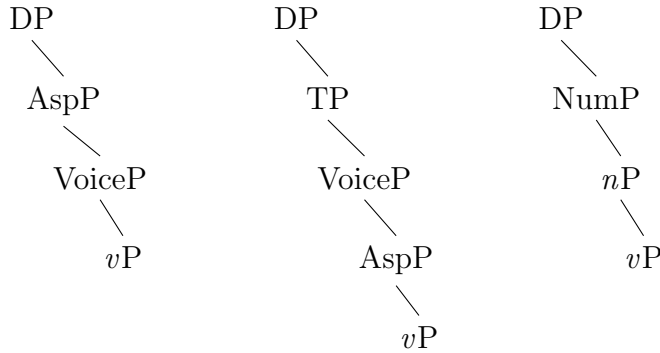 DP DP DP
AspP TP NumP
VoiceP VoiceP nP
vP AspP vP
vP